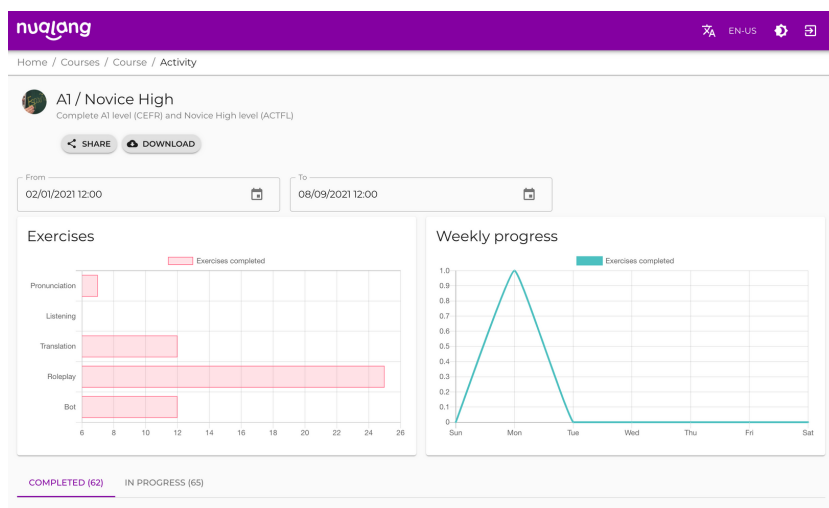 nualang
EN-US
Home / Courses / Course / Activity
A1 / Novice High
Complete A1 level (CEFR) and Novice High level (ACTFL)
SHARE
DOWNLOAD
From
02/01/2021 12:00
To
08/09/2021 12:00
Exercises
Exercises completed
Pronunciation
Listening
Translation
Roleplay
Bot
6 8 10 12 14 16 18 20 22 24 26
Weekly progress
Exercises completed
1.0
0.9
0.8
0.7
0.6
0.5
0.4
0.3
0.2
0.1
0
Sun Mon Tue Wed Thu Fri Sat
COMPLETED (62) IN PROGRESS (65)